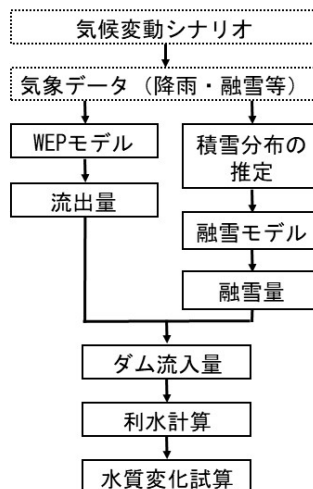 気候変動シナリオ
気象データ（降雨・融雪等）
WEPモデル
流出量
積雪分布の
推定
融雪モデル
融雪量
ダム流入量
利水計算
水質変化試算